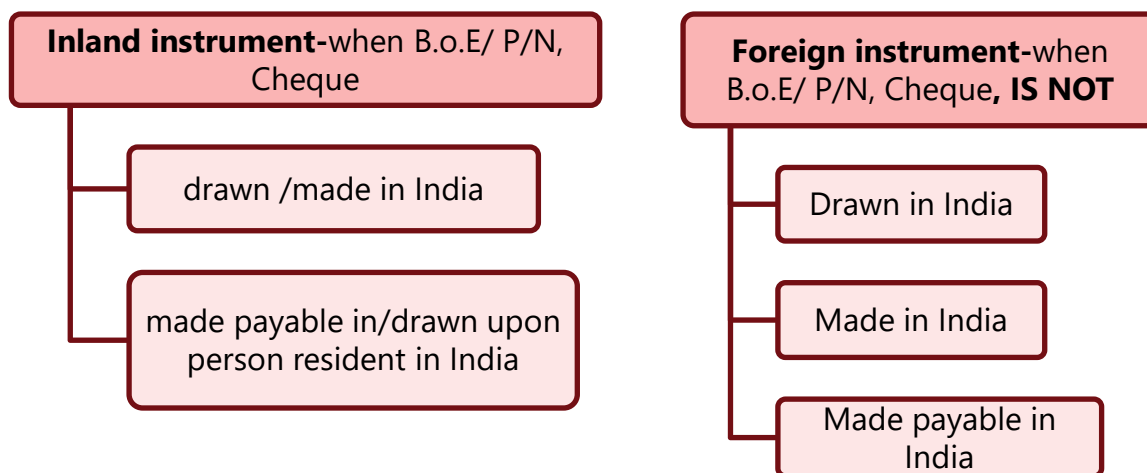 Inland instrument-when B.o.E/ P/N,
Cheque
drawn /made in India
made payable in/drawn upon
person resident in India
Foreign instrument-when
B.o.E/ P/N, Cheque, IS NOT
Drawn in India
Made in India
Made payable in
India